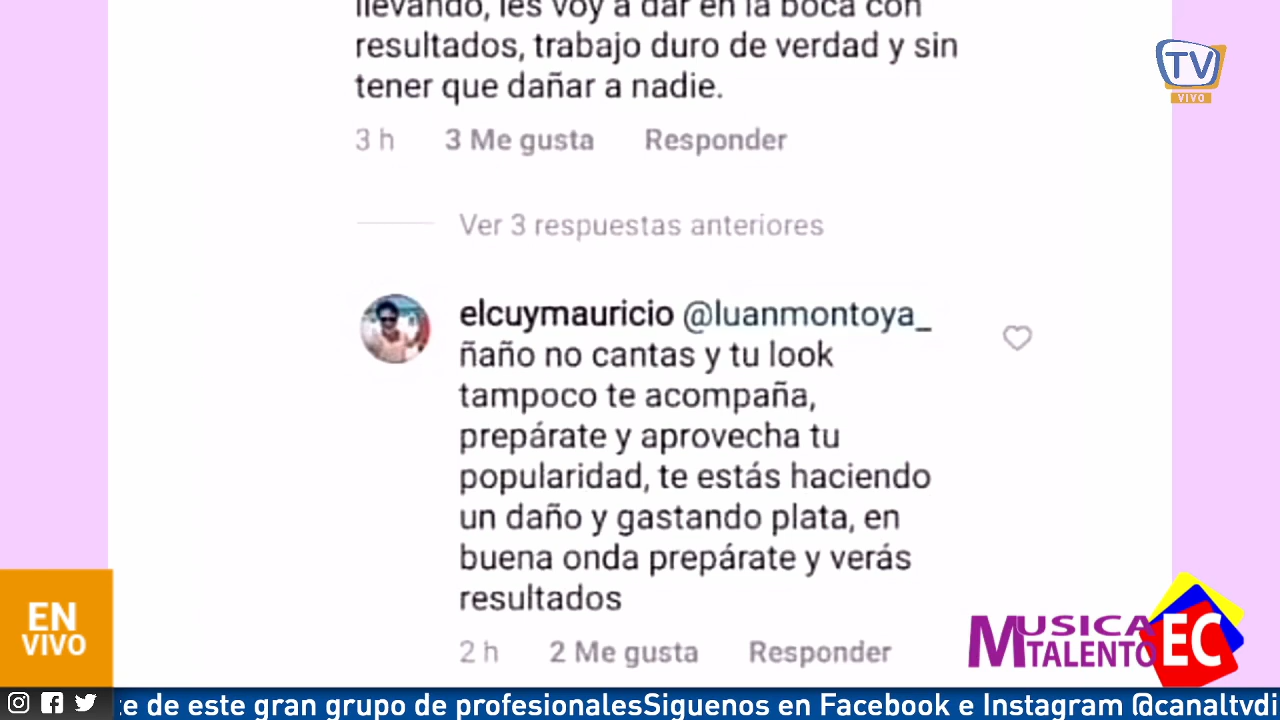 llevando, les voy a dar en la boca con
resultados, trabajo duro de verdad y sin
tener que dañar a nadie.
3 h 3 Me gusta Responder
Ver 3 respuestas anteriores
elcuymauricio @luanmontoya_
ñaño no cantas y tu look
tampoco te acompaña,
prepárate y aprovecha tu
popularidad, te estás haciendo
un daño y gastando plata, en
buena onda prepárate y verás
resultados
2 h 2 Me gusta Responder
TV
VIVO
EN
VIVO
MUSICA
TALENTO
EC
de este gran grupo de profesionalesSiguenos en Facebook e Instagram @canaltvdi